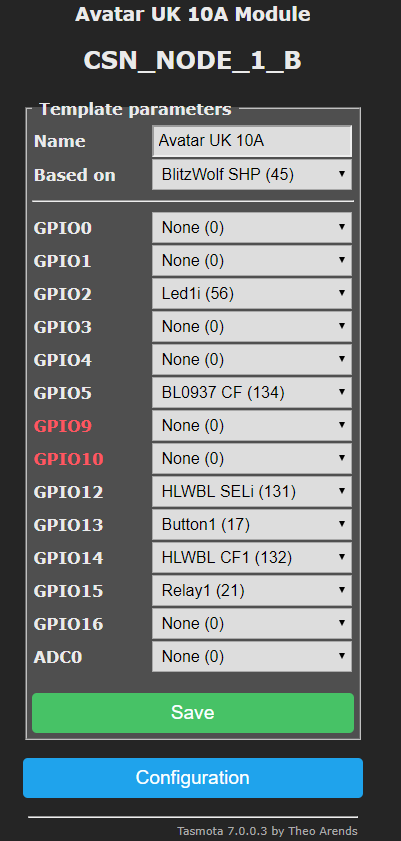 Avatar UK 10A Module
CSN_NODE_1_B
Template parameters
Name Avatar UK 10A
Based on BlitzWolf SHP (45)
GPIO0 None (0)
GPIO1 None (0)
GPIO2 Led1i (56)
GPIO3 None (0)
GPIO4 None (0)
GPIO5 BL0937 CF (134)
GPIO9 None (0)
GPIO10 None (0)
GPIO12 HLWBL SELi (131)
GPIO13 Button1 (17)
GPIO14 HLWBL CF1 (132)
GPIO15 Relay1 (21)
GPIO16 None (0)
ADC0 None (0)
Save
Configuration
Tasmota 7.0.0.3 by Theo Arends